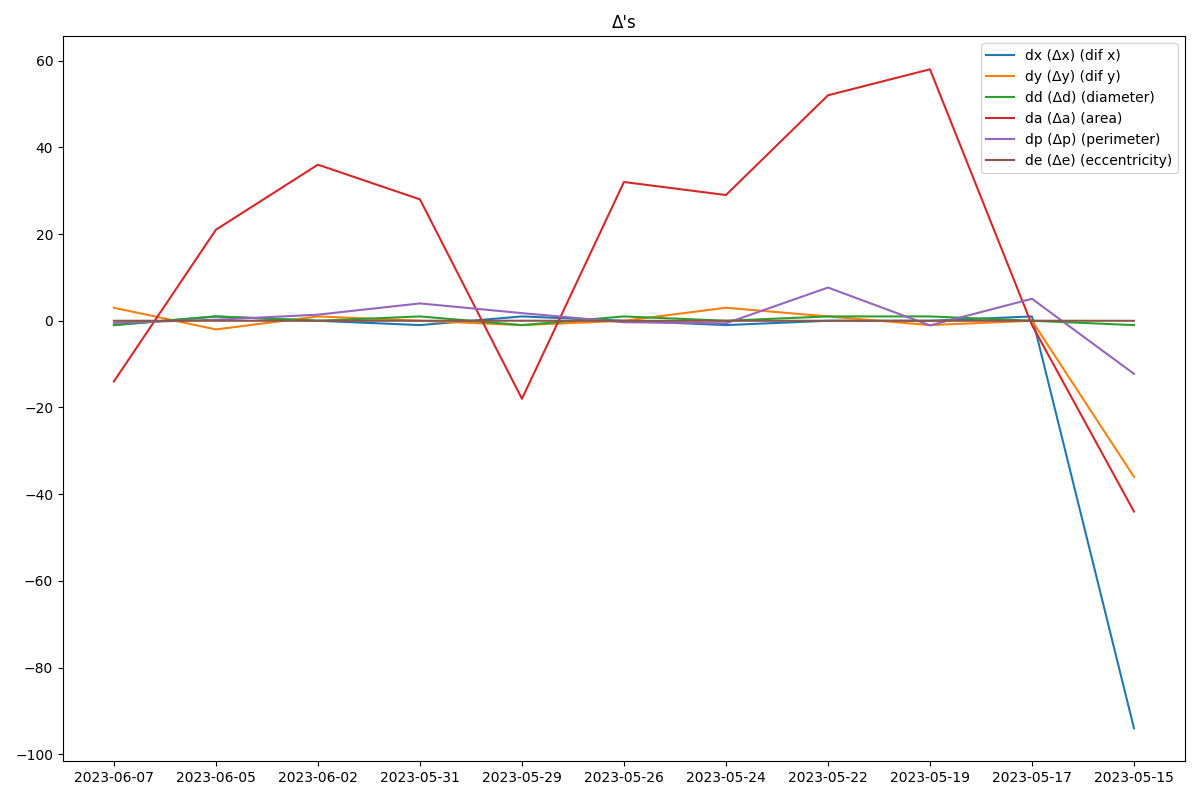 Δ's
dx (Δx) (dif x)
dy (Δy) (dif y)
dd (Δd) (diameter)
da (Δa) (area)
dp (Δp) (perimeter)
de (Δe) (eccentricity)
60
40
20
0
−20
−40
−60
−80
−100
2023-06-07 2023-06-05 2023-06-02 2023-05-31 2023-05-29 2023-05-26 2023-05-24 2023-05-22 2023-05-19 2023-05-17 2023-05-15